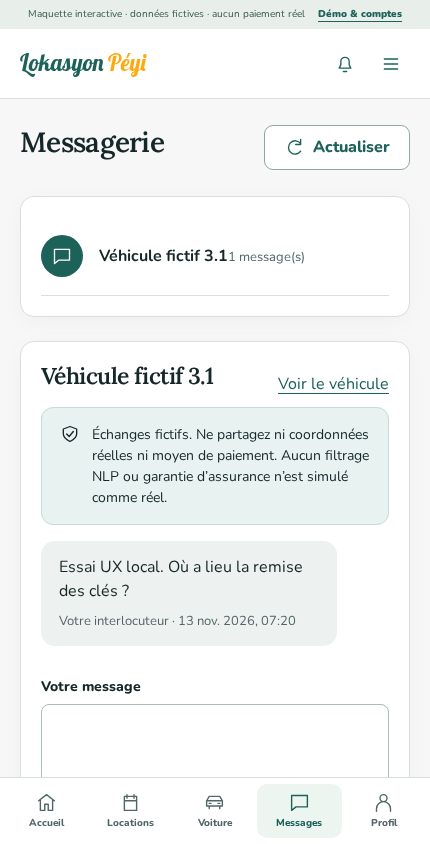 Maquette interactive · données fictives · aucun paiement réel Démo & comptes
Lokasyon Péyi
Messagerie
Actualiser
Véhicule fictif 3.1 1 message(s)
Véhicule fictif 3.1
Voir le véhicule
Échanges fictifs. Ne partagez ni coordonnées
réelles ni moyen de paiement. Aucun filtrage
NLP ou garantie d’assurance n’est simulé
comme réel.
Essai UX local. Où a lieu la remise
des clés ?
Votre interlocuteur · 13 nov. 2026, 07:20
Votre message
Accueil Locations Voiture Messages Profil